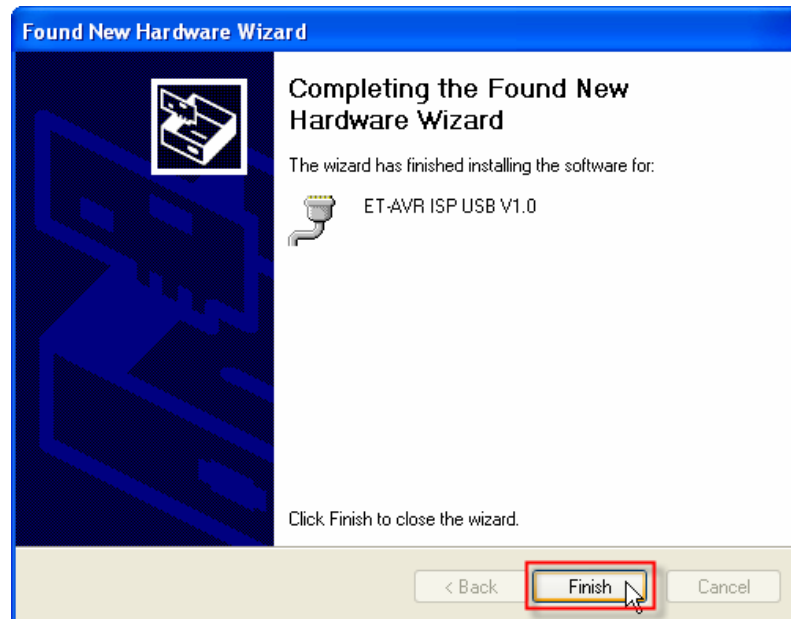 Found New Hardware Wizard
Completing the Found New
Hardware Wizard
The wizard has finished installing the software for:
ET-AVR ISP USB V1.0
Click Finish to close the wizard.
< Back Finish Cancel